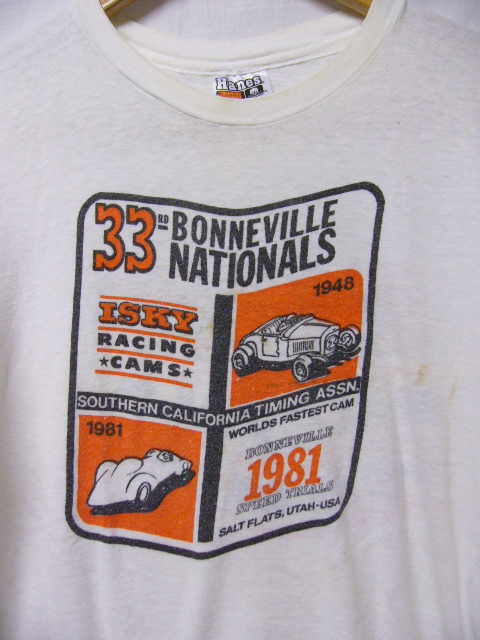 Hanes
33RD BONNEVILLE
NATIONALS
ISKY
RACING
★CAMS★
1948
SOUTHERN CALIFORNIA TIMING ASSN.
WORLDS FASTEST CAM
1981
BONNEVILLE
1981
SPEED TRIALS
SALT FLATS, UTAH-USA